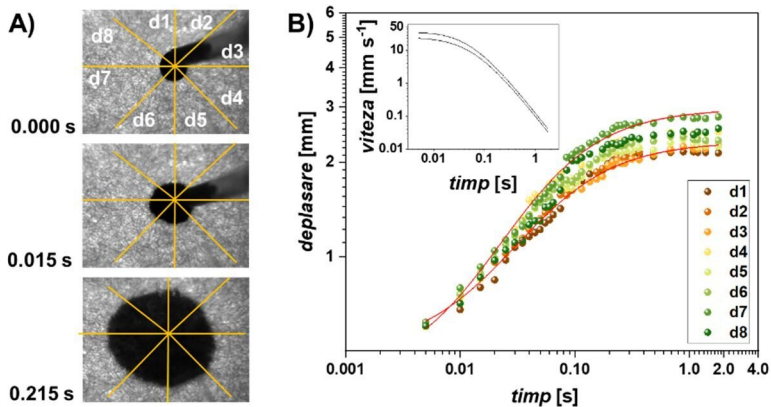 A)
d1
d2
d3
d4
d5
d6
d7
d8
0.000 s
0.015 s
0.215 s
B)
deplasare [mm]
6
5
4
3
2
1
viteza [mm s⁻¹]
50
10
1
0.1
0.01
0.01
0.1
1
timp [s]
d1
d2
d3
d4
d5
d6
d7
d8
0.001
0.01
0.10
1.0
2.0
4.0
timp [s]